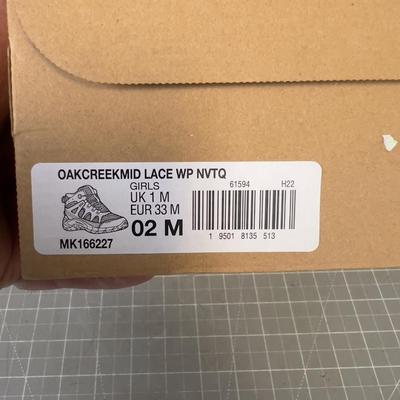 OAKCREEKMID LACE WP NVTQ
GIRLS 61594 H22
UK 1 M
EUR 33 M
02 M
MK166227 1 9501 8135 513